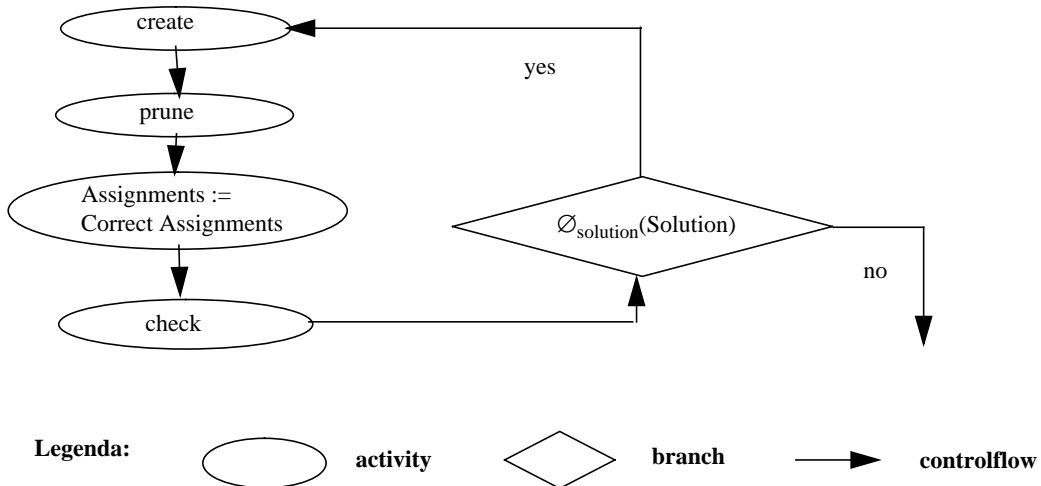 create
yes
prune
Assignments :=
Correct Assignments
∅solution(Solution)
no
check
Legenda:
activity
branch
controlflow